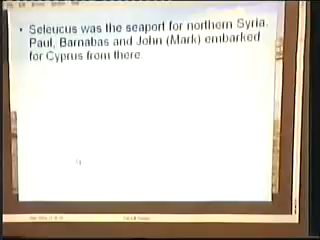 • Seleucus was the seaport for northern Syria.
Paul, Barnabas and John (Mark) embarked
for Cyprus from there.